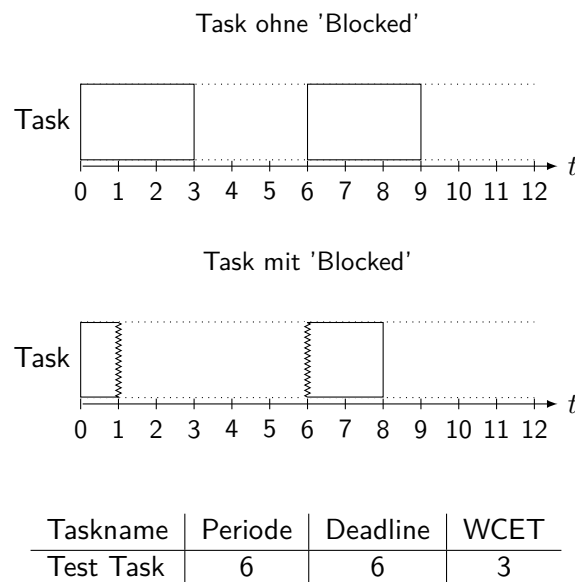 Task ohne 'Blocked'
Task
0 1 2 3 4 5 6 7 8 9 10 11 12 t
Task mit 'Blocked'
Task
0 1 2 3 4 5 6 7 8 9 10 11 12 t
Taskname Periode Deadline WCET
Test Task 6 6 3